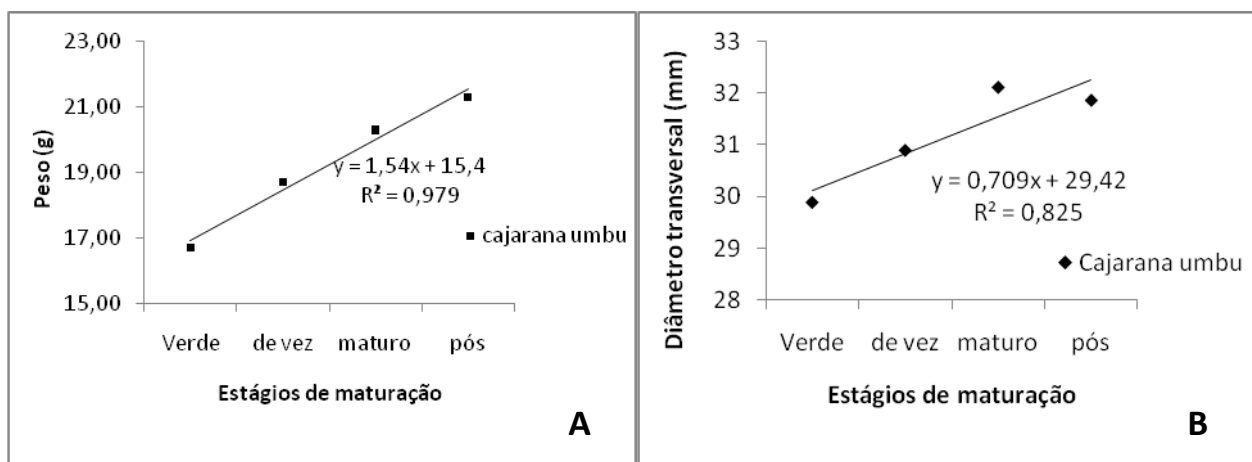 23,00
21,00
19,00
17,00
15,00
Peso (g)
y = 1,54x + 15,4
R² = 0,979
cajarana umbu
Verde de vez maturo pós
Estágios de maturação
A
33
32
31
30
29
28
Diâmetro transversal (mm)
y = 0,709x + 29,42
R² = 0,825
Cajarana umbu
Verde de vez maturo pós
Estágios de maturação
B